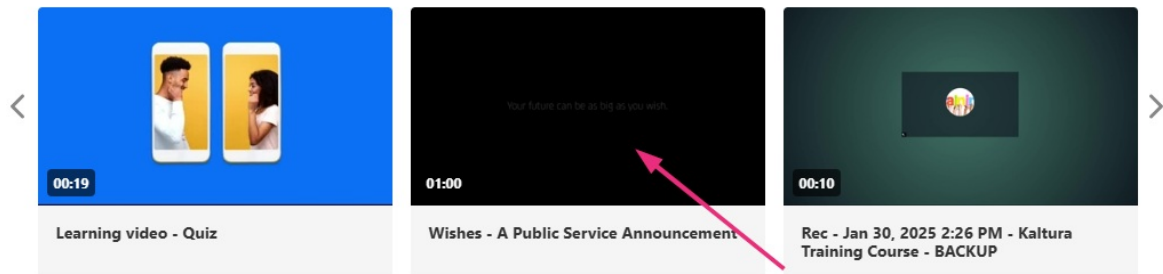 Your future can be as big as you wish.
00:19
01:00
00:10
Learning video - Quiz
Wishes - A Public Service Announcement
Rec - Jan 30, 2025 2:26 PM - Kaltura
Training Course - BACKUP